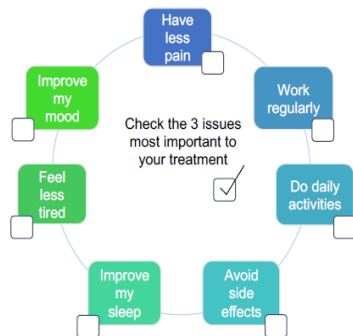 Have
less
pain
Improve
my
mood
Work
regularly
Check the 3 issues
most important to
your treatment
Feel
less
tired
Do daily
activities
Improve
my
sleep
Avoid
side
effects